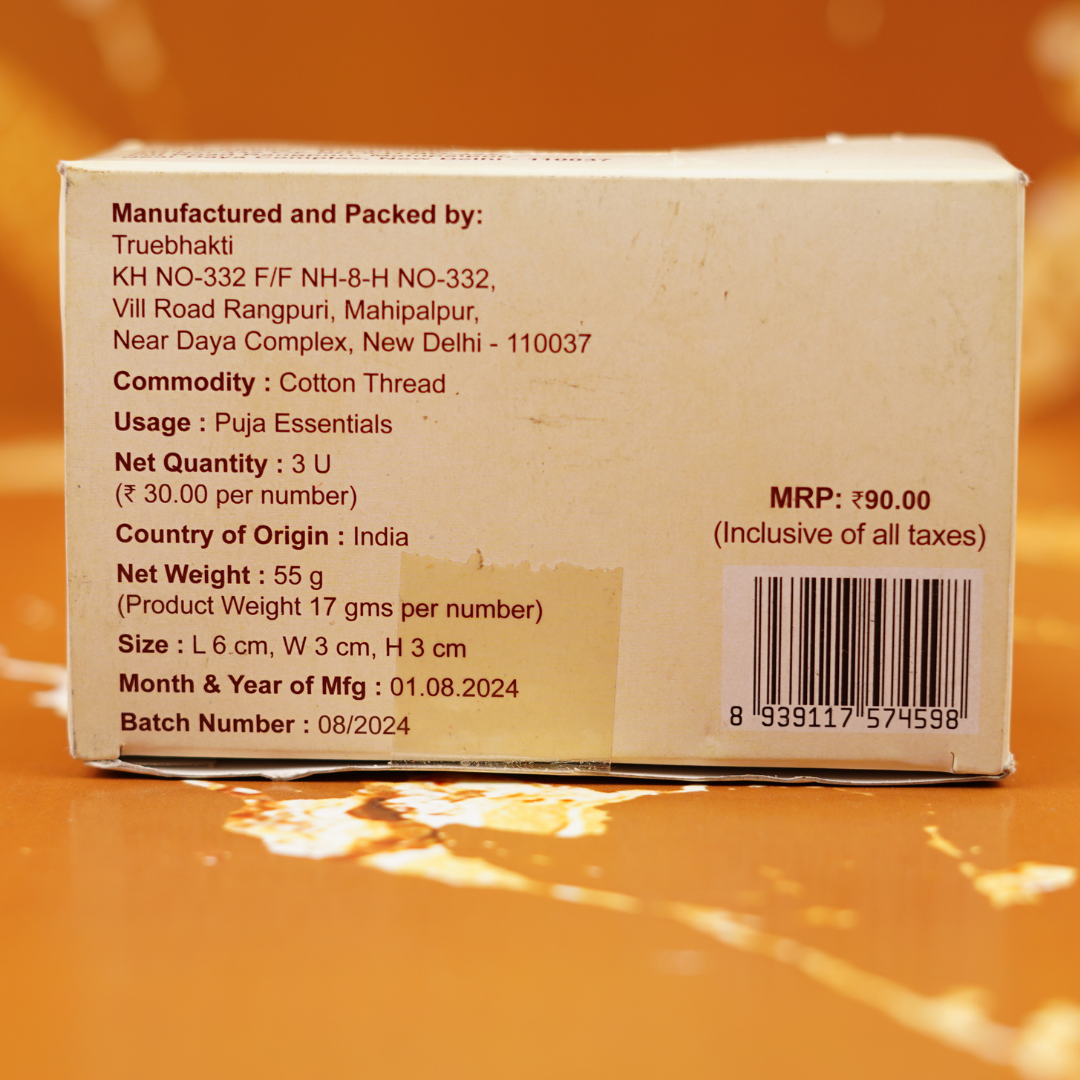 Manufactured and Packed by:
Truebhakti
KH NO-332 F/F NH-8-H NO-332,
Vill Road Rangpuri, Mahipalpur,
Near Daya Complex, New Delhi - 110037
Commodity : Cotton Thread
Usage : Puja Essentials
Net Quantity : 3 U
(₹ 30.00 per number)
Country of Origin : India
Net Weight : 55 g
(Product Weight 17 gms per number)
Size : L 6 cm, W 3 cm, H 3 cm
Month & Year of Mfg : 01.08.2024
Batch Number : 08/2024
MRP: ₹90.00
(Inclusive of all taxes)
8 939117 574598